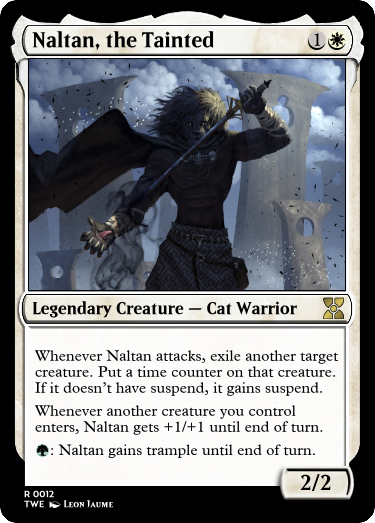 Naltan, the Tainted 1
Legendary Creature — Cat Warrior
Whenever Naltan attacks, exile another target
creature. Put a time counter on that creature.
If it doesn't have suspend, it gains suspend.
Whenever another creature you control
enters, Naltan gets +1/+1 until end of turn.
: Naltan gains trample until end of turn.
2/2
R 0012
TWE Leon Jaume